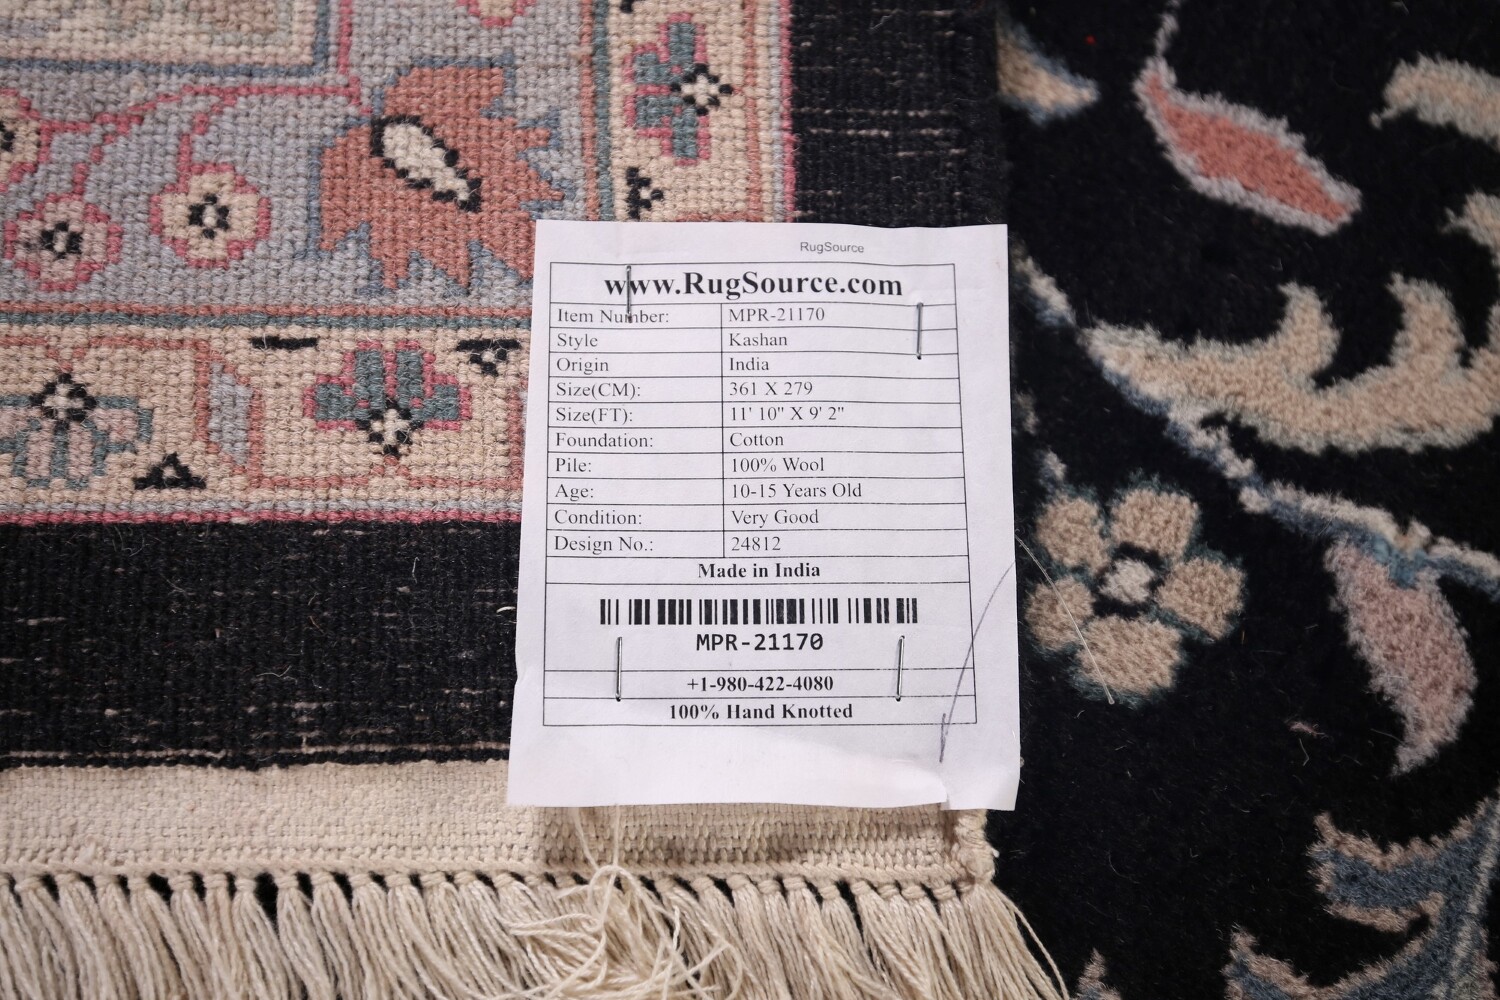 RugSource
www.RugSource.com
Item Number: MPR-21170
Style Kashan
Origin India
Size(CM): 361 X 279
Size(FT): 11' 10" X 9' 2"
Foundation: Cotton
Pile: 100% Wool
Age: 10-15 Years Old
Condition: Very Good
Design No.: 24812
Made in India
MPR-21170
+1-980-422-4080
100% Hand Knotted